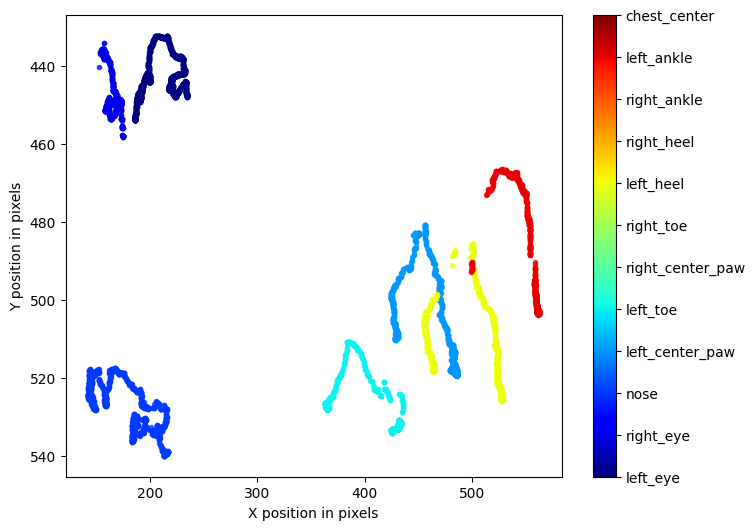 Y position in pixels
440
460
480
500
520
540
200
300
400
500
X position in pixels
chest_center
left_ankle
right_ankle
right_heel
left_heel
right_toe
right_center_paw
left_toe
left_center_paw
nose
right_eye
left_eye